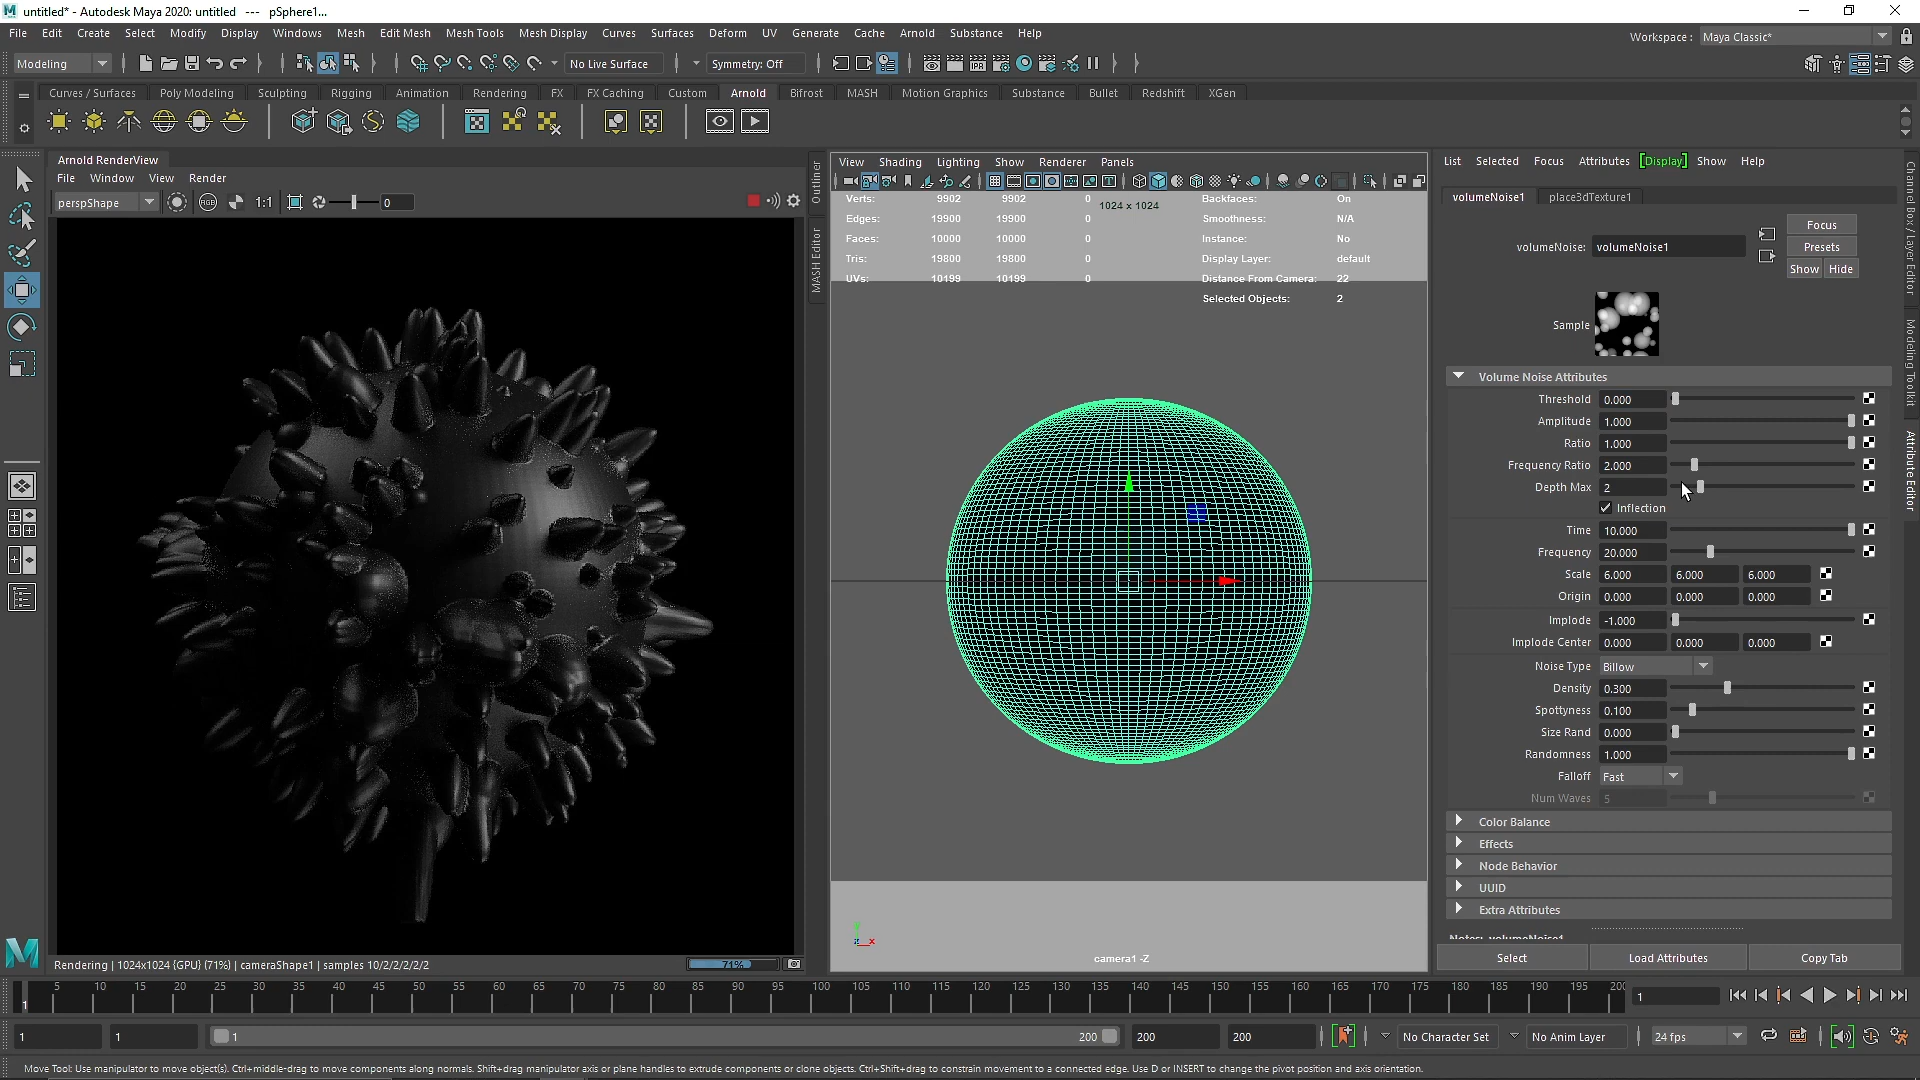 untitled* - Autodesk Maya 2020: untitled --- pSphere1...
File Edit Create Select Modify Display Windows Mesh Edit Mesh Mesh Tools Mesh Display Curves Surfaces Deform UV Generate Cache Arnold Substance Help
Workspace : Maya Classic*
Modeling No Live Surface Symmetry: Off
Curves / Surfaces Poly Modeling Sculpting Rigging Animation Rendering FX FX Caching Custom Arnold Bifrost MASH Motion Graphics Substance Bullet Redshift XGen
Arnold RenderView
File Window View Render
perspShape RGB 1:1 0
Rendering | 1024x1024 (GPU) (71%) | cameraShape1 | samples 10/2/2/2/2/2
71%
Outliner
MASH Editor
View Shading Lighting Show Renderer Panels
Verts: 9902 9902 0
Edges: 19900 19900 0
Faces: 10000 10000 0
Tris: 19800 19800 0
UVs: 10199 10199 0
1024 x 1024
Backfaces: On
Smoothness: N/A
Instance: No
Display Layer: default
Distance From Camera: 22
Selected Objects: 2
y
z x
camera1 -Z
List Selected Focus Attributes [Display] Show Help
volumeNoise1 place3dTexture1
volumeNoise: volumeNoise1
Focus
Presets
Show Hide
Sample
Volume Noise Attributes
Threshold 0.000
Amplitude 1.000
Ratio 1.000
Frequency Ratio 2.000
Depth Max 2
Inflection
Time 10.000
Frequency 20.000
Scale 6.000 6.000 6.000
Origin 0.000 0.000 0.000
Implode -1.000
Implode Center 0.000 0.000 0.000
Noise Type Billow
Density 0.300
Spottyness 0.100
Size Rand 0.000
Randomness 1.000
Falloff Fast
Num Waves 5
Color Balance
Effects
Node Behavior
UUID
Extra Attributes
Notes: volumeNoise1
Select Load Attributes Copy Tab
Channel Box / Layer Editor
Modeling Toolkit
Attribute Editor
5 10 15 20 25 30 35 40 45 50 55 60 65 70 75 80 85 90 95 100 105 110 115 120 125 130 135 140 145 150 155 160 165 170 175 180 185 190 195 200
1 1
1 1 1 200 200 200 No Character Set No Anim Layer 24 fps
Move Tool: Use manipulator to move object(s). Ctrl+middle-drag to move components along normals. Shift+drag manipulator axis or plane handles to extrude components or clone objects. Ctrl+Shift+drag to constrain movement to a connected edge. Use D or INSERT to change the pivot position and axis orientation.